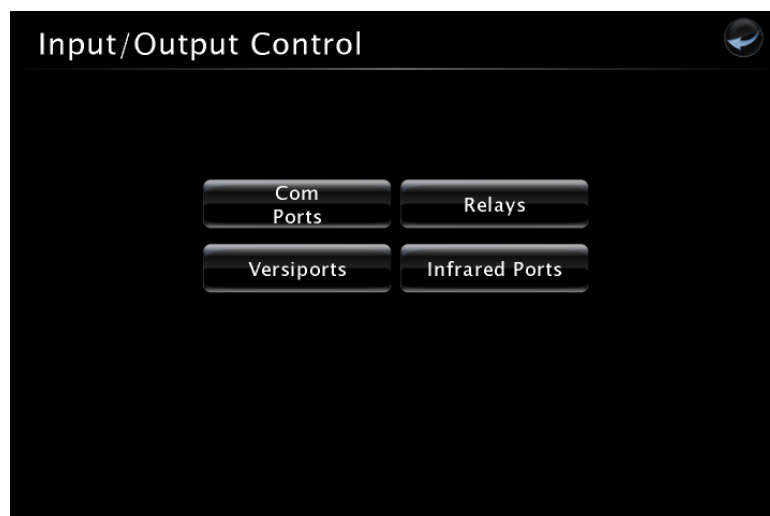 Input/Output Control
Com
Ports
Relays
Versiports
Infrared Ports